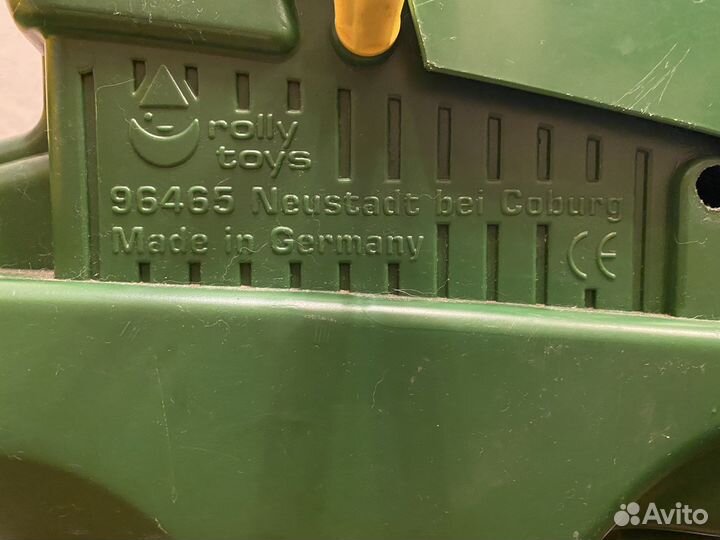 rolly
toys
96465 Neustadt bei Coburg
Made in Germany CE
Avito